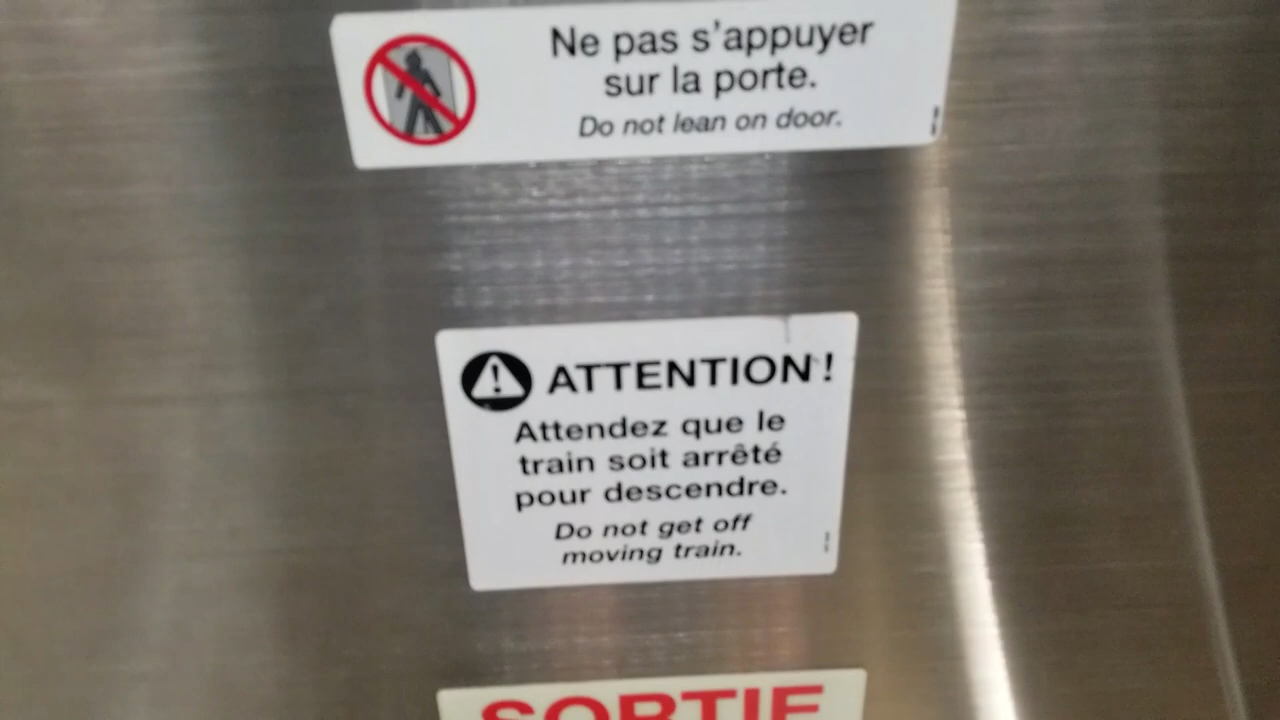 Ne pas s'appuyer
sur la porte.
Do not lean on door.
ATTENTION !
Attendez que le
train soit arrêté
pour descendre.
Do not get off
moving train.
SORTIE